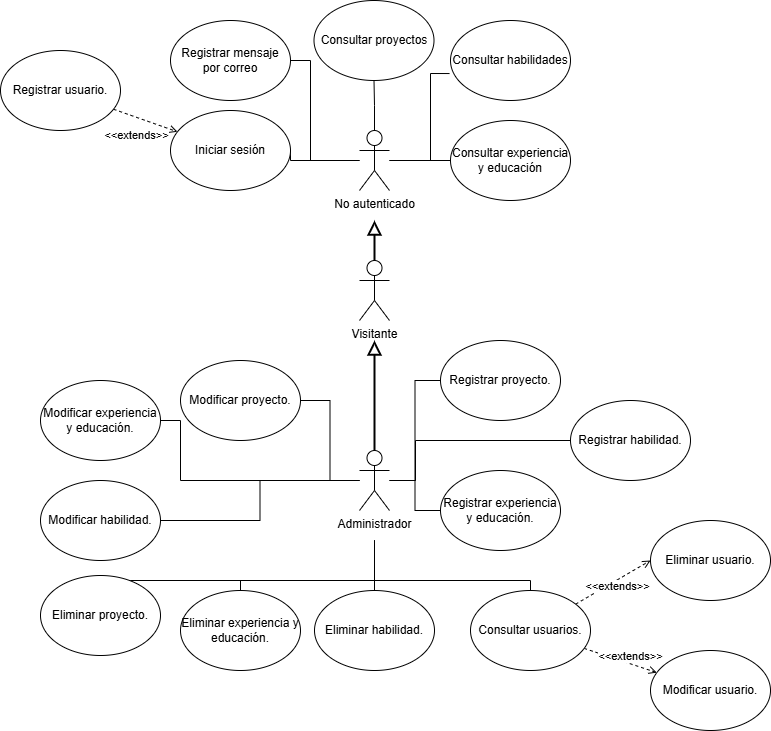 Consultar proyectos
Registrar mensaje
por correo
Consultar habilidades
Registrar usuario.
<<extends>>
Iniciar sesión
Consultar experiencia
y educación
No autenticado
Visitante
Registrar proyecto.
Modificar proyecto.
Modificar experiencia
y educación.
Registrar habilidad.
Registrar experiencia
y educación.
Modificar habilidad.
Administrador
Eliminar usuario.
<<extends>>
Eliminar proyecto.
Eliminar experiencia y
educación.
Eliminar habilidad.
Consultar usuarios.
<<extends>>
Modificar usuario.